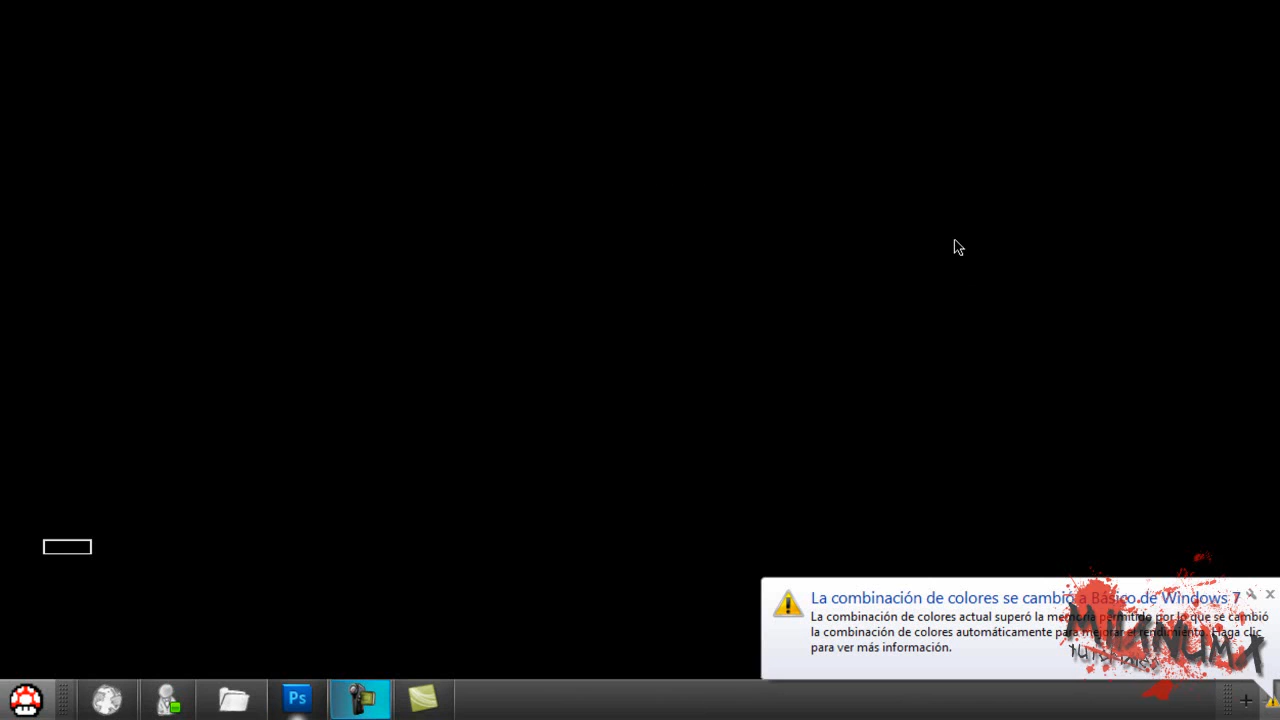 La combinación de colores se cambió a Básico de Windows 7
La combinación de colores actual superó la memoria permitido por lo que se cambió
la combinación de colores automáticamente para mejorar el rendimiento. Haga clic
para ver más información.
TUTORIALES
Ps